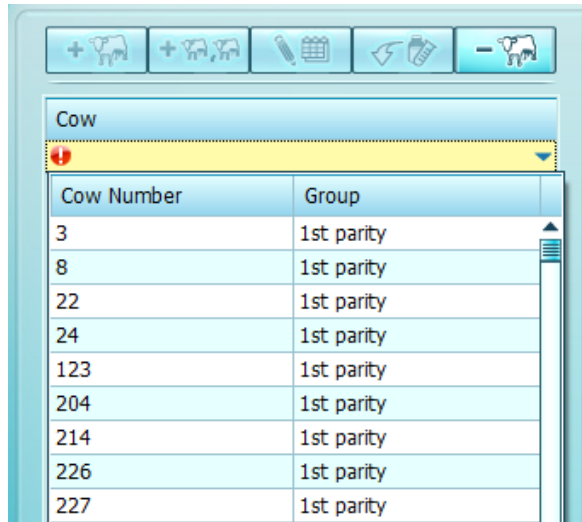 Cow
Cow Number Group
3 1st parity
8 1st parity
22 1st parity
24 1st parity
123 1st parity
204 1st parity
214 1st parity
226 1st parity
227 1st parity